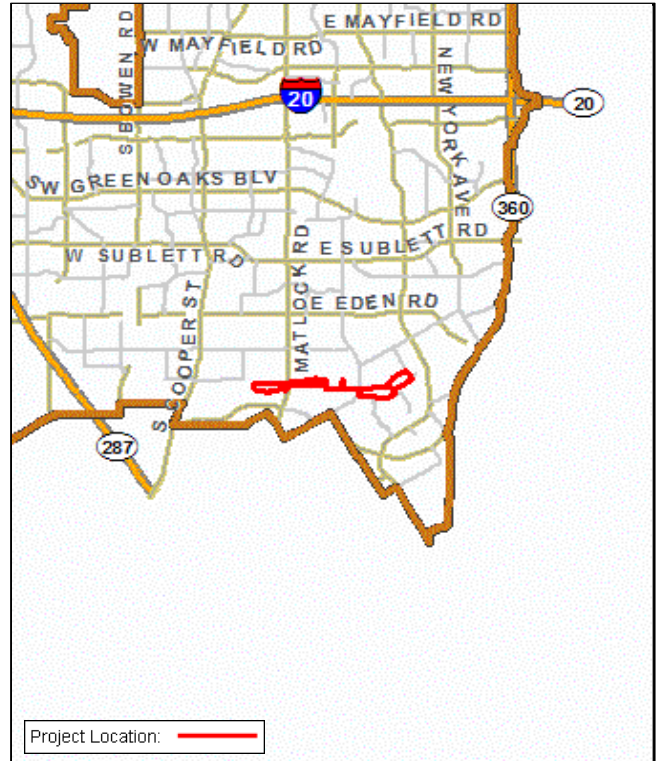 E MAYFIELD RD
W MAYFIELD RD
S BOWEN RD
NEW YORK AVE
20
20
SW GREEN OAKS BLV
360
W SUBLETT RD
E SUBLETT RD
MATLOCK RD
E EDEN RD
S COOPER ST
287
Project Location: